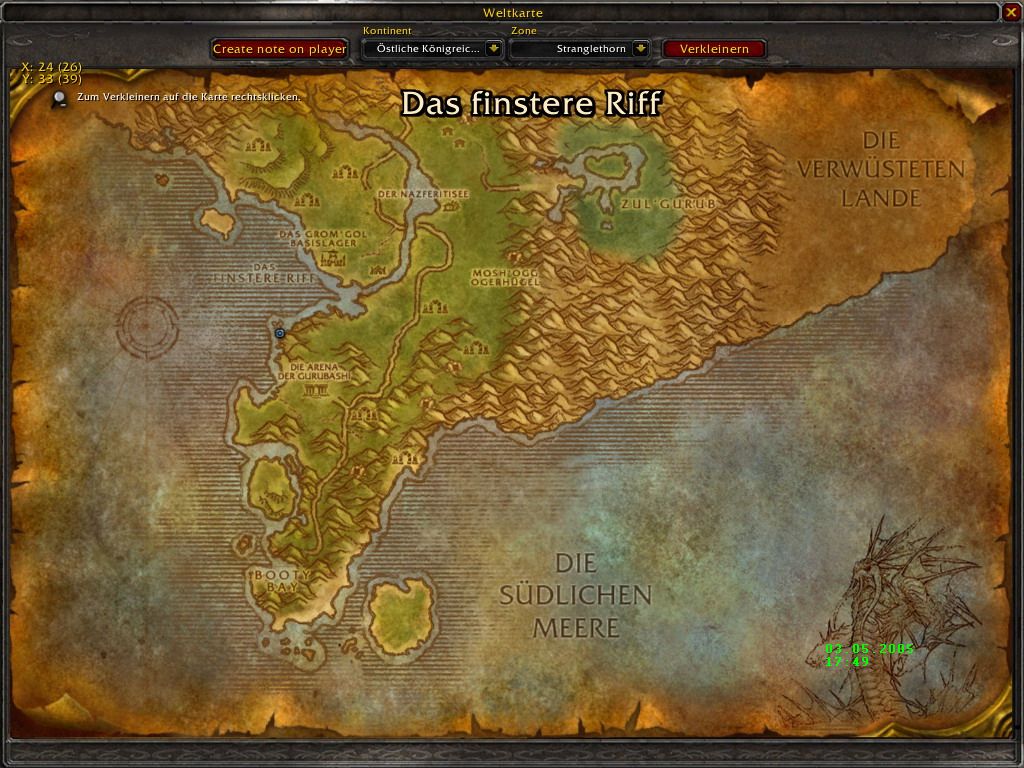 Weltkarte
Kontinent
Zone
Create note on player
Östliche Königreic...
Stranglethorn
Verkleinern
X: 24 (26)
Y: 33 (39)
Zum Verkleinern auf die Karte rechtsklicken.
Das finstere Riff
DIE
VERWÜSTETEN
LANDE
DER NAZFERITISEE
ZUL'GURUB
DAS GROM'GOL
BASISLAGER
DAS
FINSTERE RIFF
MOSH'OGG
OGERHÜGEL
DIE ARENA
DER GURUBASHI
BOOTY
BAY
DIE
SÜDLICHEN
MEERE
03.05.2005
17:49